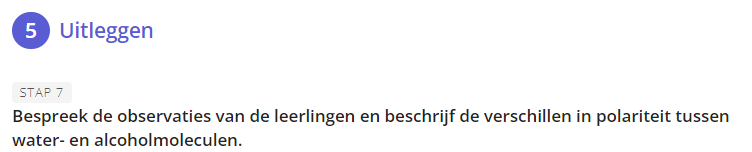 5 Uitleggen
STAP 7
Bespreek de observaties van de leerlingen en beschrijf de verschillen in polariteit tussen
water- en alcoholmoleculen.